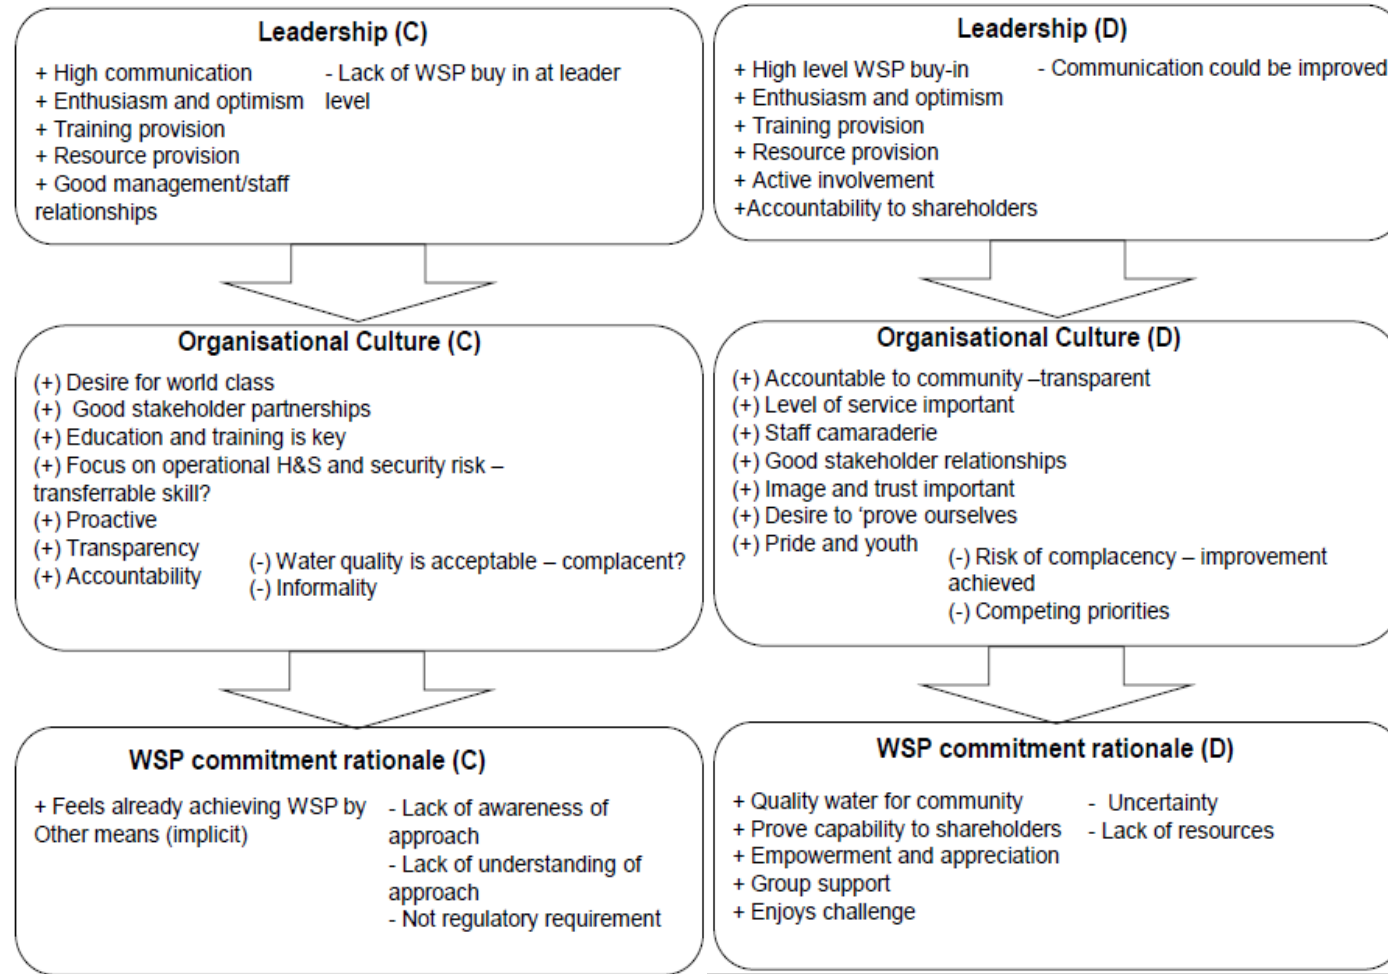 Leadership (C)
+ High communication
+ Enthusiasm and optimism
+ Training provision
+ Resource provision
+ Good management/staff
relationships
- Lack of WSP buy in at leader
level
Organisational Culture (C)
(+) Desire for world class
(+) Good stakeholder partnerships
(+) Education and training is key
(+) Focus on operational H&S and security risk –
transferrable skill?
(+) Proactive
(+) Transparency
(+) Accountability
(-) Water quality is acceptable – complacent?
(-) Informality
WSP commitment rationale (C)
+ Feels already achieving WSP by
Other means (implicit)
- Lack of awareness of
approach
- Lack of understanding of
approach
- Not regulatory requirement
Leadership (D)
+ High level WSP buy-in
+ Enthusiasm and optimism
+ Training provision
+ Resource provision
+ Active involvement
+Accountability to shareholders
- Communication could be improved
Organisational Culture (D)
(+) Accountable to community –transparent
(+) Level of service important
(+) Staff camaraderie
(+) Good stakeholder relationships
(+) Image and trust important
(+) Desire to ‘prove ourselves
(+) Pride and youth
(-) Risk of complacency – improvement
achieved
(-) Competing priorities
WSP commitment rationale (D)
+ Quality water for community
+ Prove capability to shareholders
+ Empowerment and appreciation
+ Group support
+ Enjoys challenge
- Uncertainty
- Lack of resources